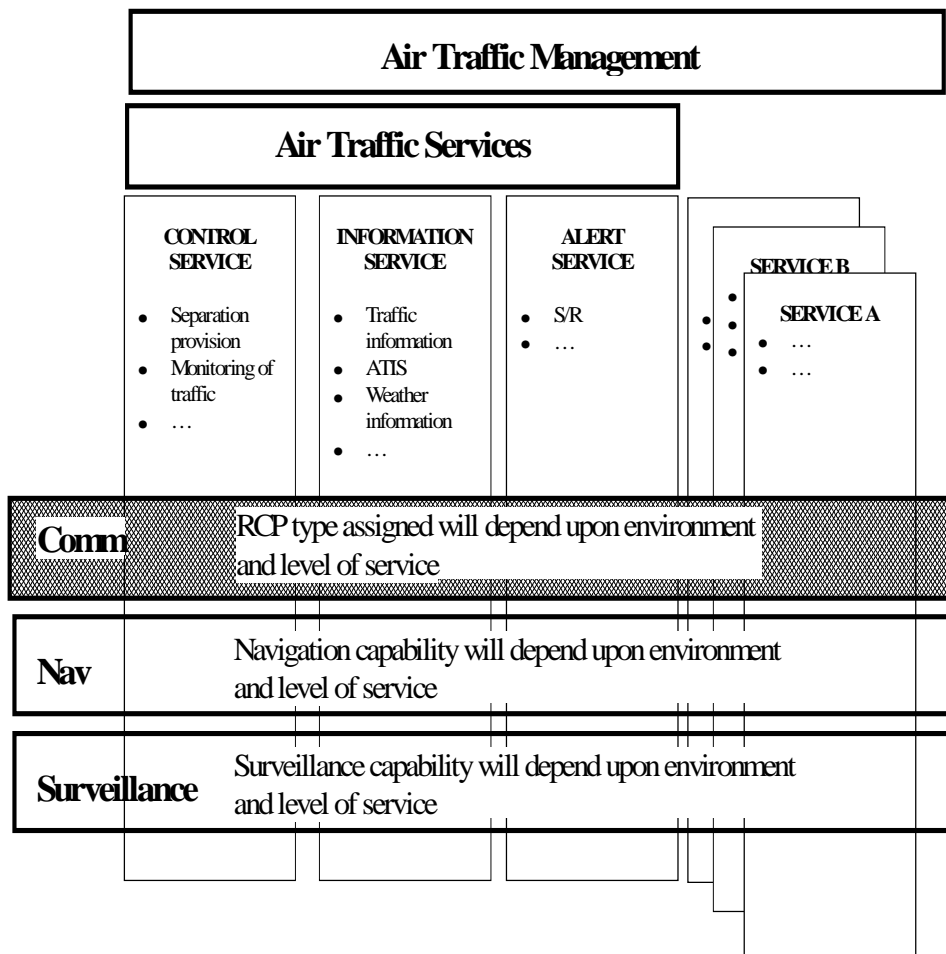 Air Traffic Management
Air Traffic Services
CONTROL
SERVICE
• Separation
provision
• Monitoring of
traffic
• …
INFORMATION
SERVICE
• Traffic
information
• ATIS
• Weather
information
• …
ALERT
SERVICE
• S/R
• …
SERVICE B
SERVICE A
• …
• …
Comm
RCP type assigned will depend upon environment
and level of service
Nav
Navigation capability will depend upon environment
and level of service
Surveillance
Surveillance capability will depend upon environment
and level of service